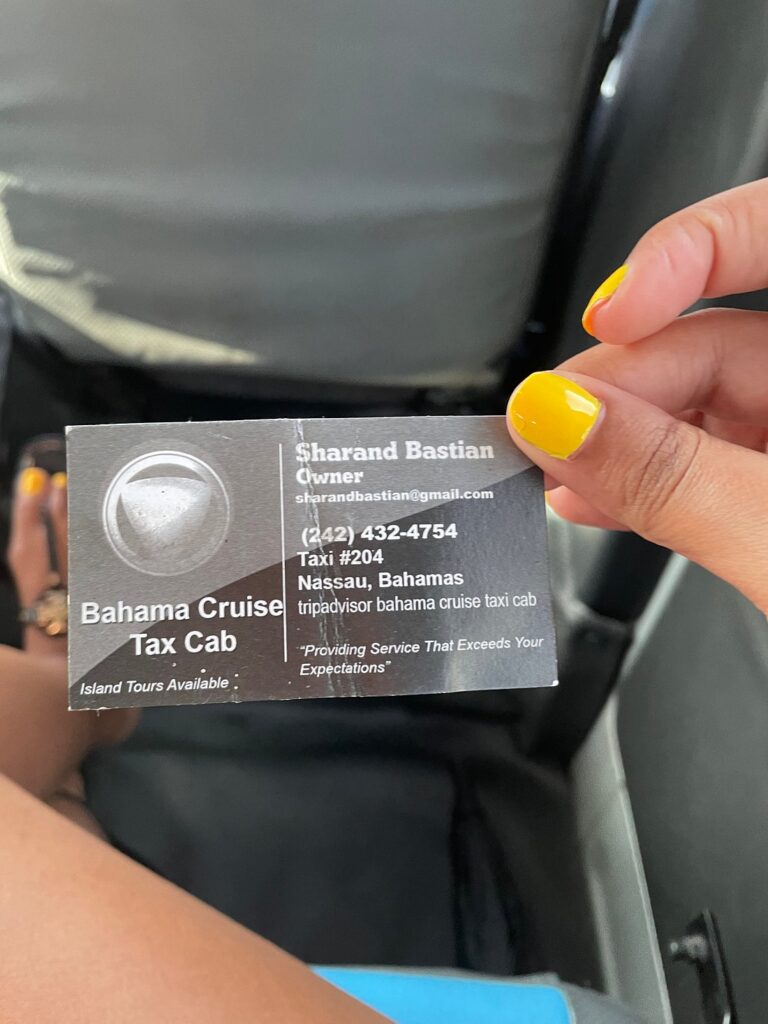 Bahama Cruise
Tax Cab
Island Tours Available :
Sharand Bastian
Owner
sharandbastian@gmail.com
(242) 432-4754
Taxi #204
Nassau, Bahamas
tripadvisor bahama cruise taxi cab
"Providing Service That Exceeds Your
Expectations"